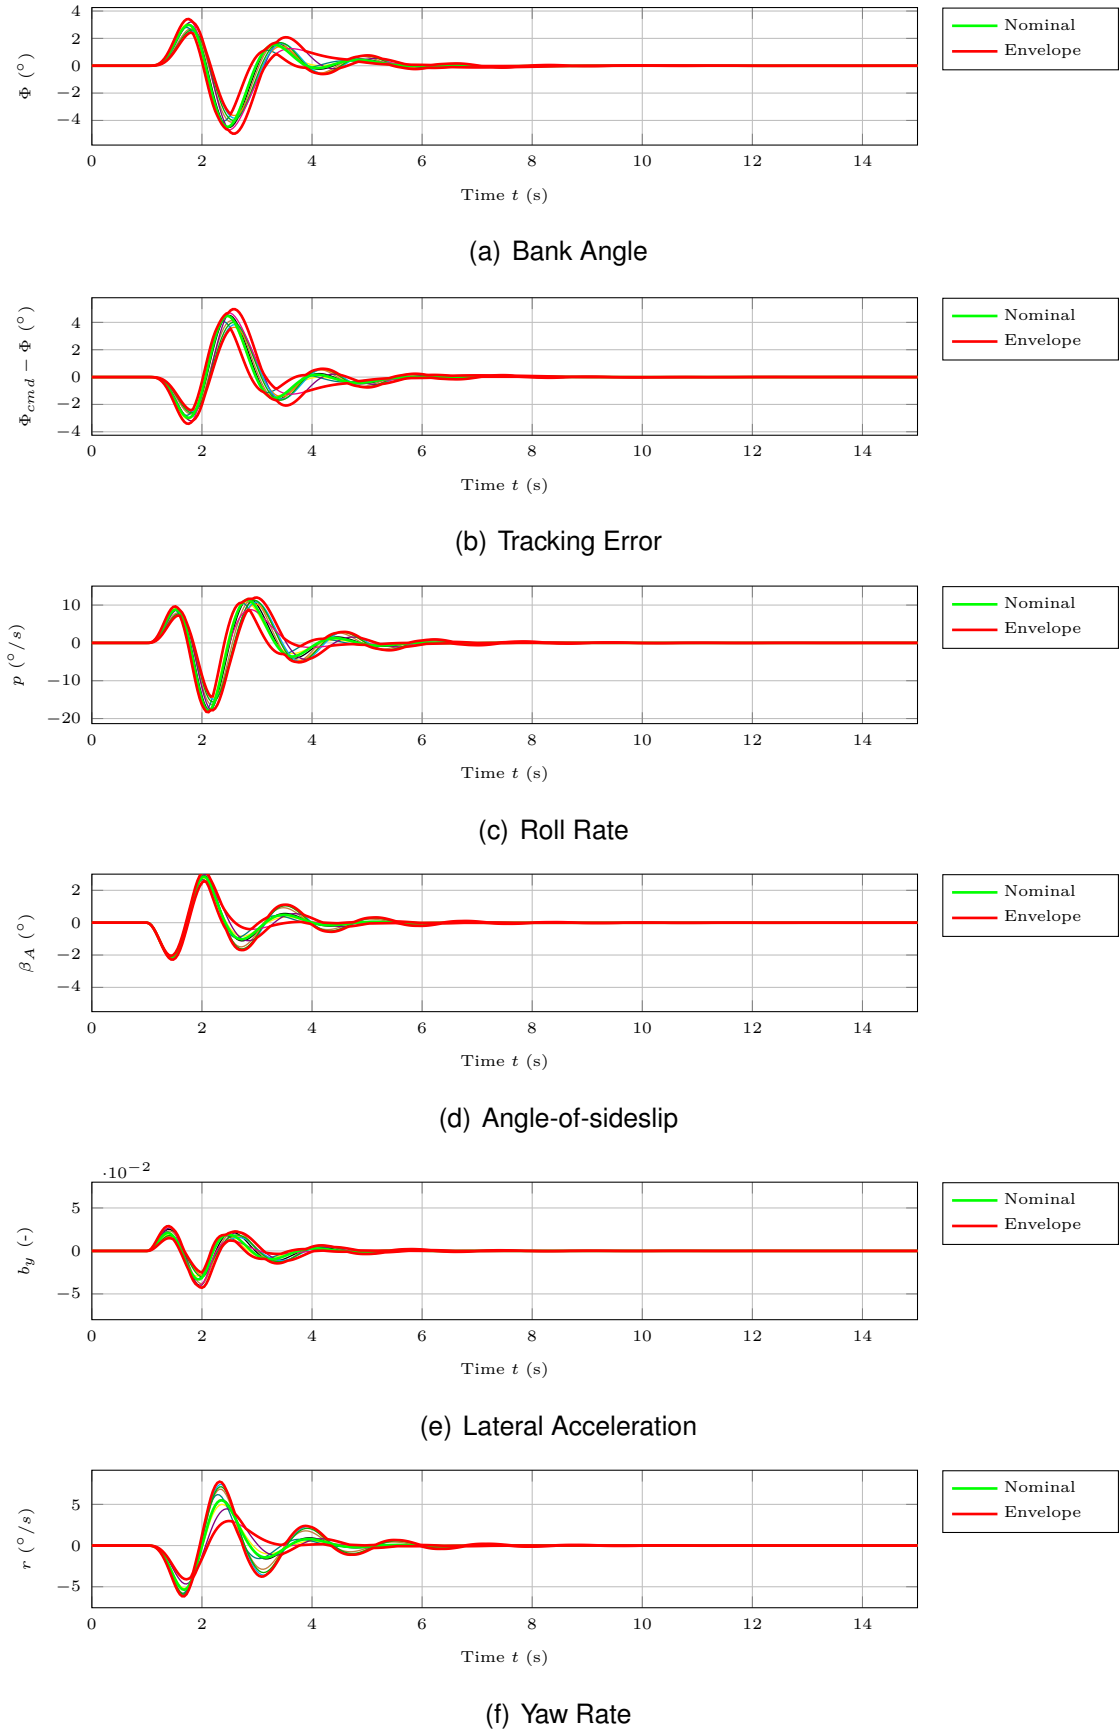 4
2
0
−2
−4
Φ (°)
0 2 4 6 8 10 12 14
Time t (s)
Nominal
Envelope
(a) Bank Angle
4
2
0
−2
−4
Φcmd − Φ (°)
0 2 4 6 8 10 12 14
Time t (s)
Nominal
Envelope
(b) Tracking Error
10
0
−10
−20
p (°/s)
0 2 4 6 8 10 12 14
Time t (s)
Nominal
Envelope
(c) Roll Rate
2
0
−2
−4
βA (°)
0 2 4 6 8 10 12 14
Time t (s)
Nominal
Envelope
(d) Angle-of-sideslip
·10−2
5
0
−5
by (-)
0 2 4 6 8 10 12 14
Time t (s)
Nominal
Envelope
(e) Lateral Acceleration
5
0
−5
r (°/s)
0 2 4 6 8 10 12 14
Time t (s)
Nominal
Envelope
(f) Yaw Rate